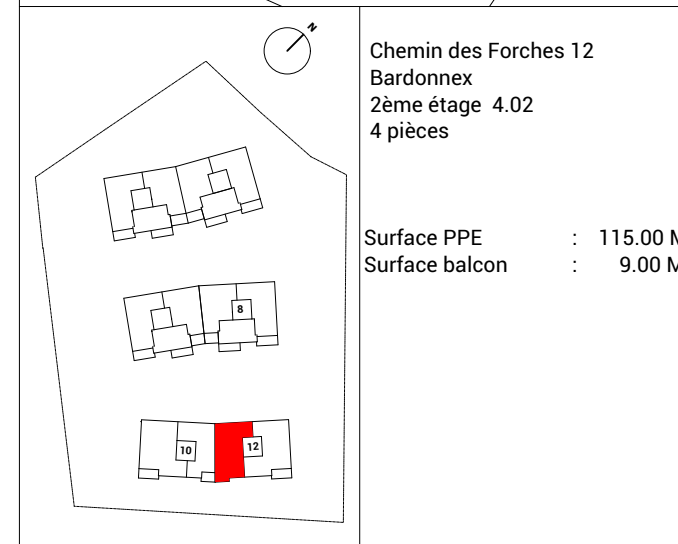 N
Chemin des Forches 12
Bardonnex
2ème étage 4.02
4 pièces
Surface PPE : 115.00 M
Surface balcon : 9.00 M
8
10
12